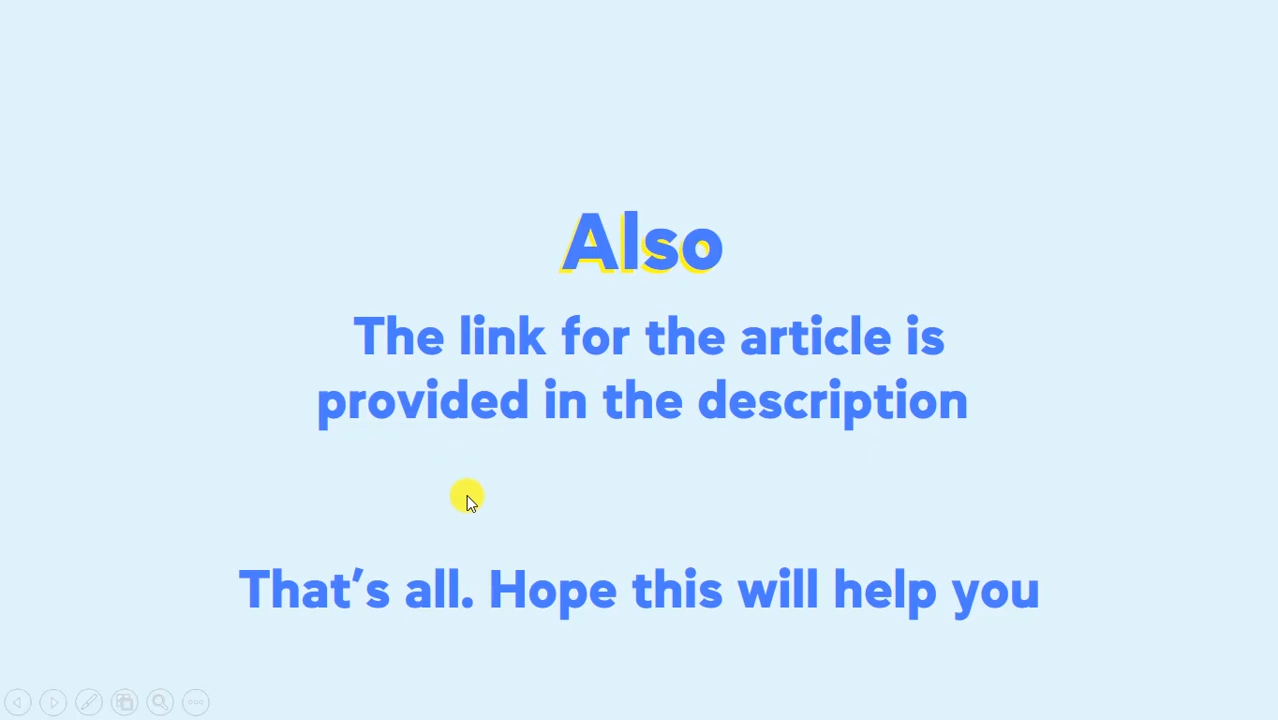 Also
The link for the article is
provided in the description
That's all. Hope this will help you